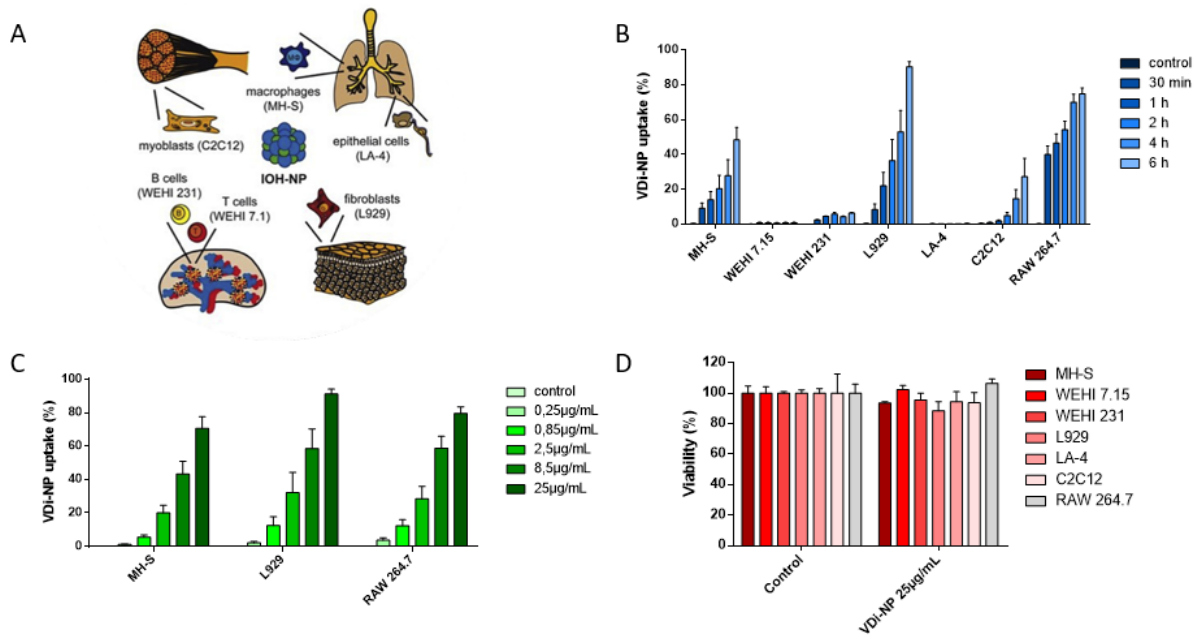 A
macrophages
(MH-S)
myoblasts (C2C12)
IOH-NP
epithelial cells
(LA-4)
B cells
(WEHI 231)
T cells
(WEHI 7.1)
fibroblasts
(L929)
B
VDi-NP uptake (%)
100
80
60
40
20
0
MH-S
WEHI 7.15
WEHI 231
L929
LA-4
C2C12
RAW 264.7
control
30 min
1 h
2 h
4 h
6 h
C
VDi-NP uptake (%)
100
80
60
40
20
0
MH-S
L929
RAW 264.7
control
0,25µg/mL
0,85µg/mL
2,5µg/mL
8,5µg/mL
25µg/mL
D
Viability (%)
120
100
80
60
40
20
0
Control
VDi-NP 25µg/mL
MH-S
WEHI 7.15
WEHI 231
L929
LA-4
C2C12
RAW 264.7